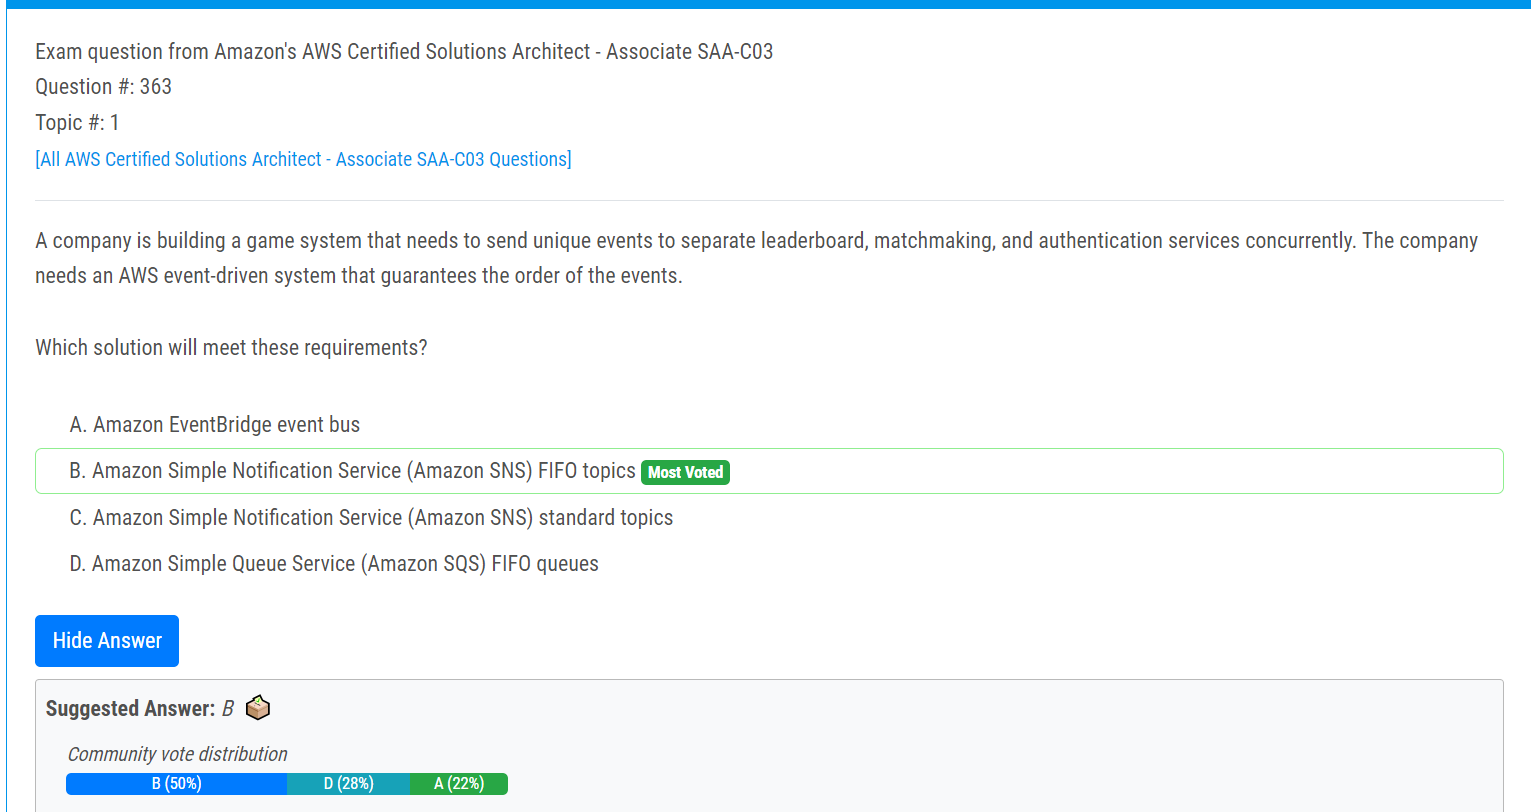 Exam question from Amazon's AWS Certified Solutions Architect - Associate SAA-C03
Question #: 363
Topic #: 1
[All AWS Certified Solutions Architect - Associate SAA-C03 Questions]
A company is building a game system that needs to send unique events to separate leaderboard, matchmaking, and authentication services concurrently. The company
needs an AWS event-driven system that guarantees the order of the events.
Which solution will meet these requirements?
A. Amazon EventBridge event bus
B. Amazon Simple Notification Service (Amazon SNS) FIFO topics Most Voted
C. Amazon Simple Notification Service (Amazon SNS) standard topics
D. Amazon Simple Queue Service (Amazon SQS) FIFO queues
Hide Answer
Suggested Answer: B
Community vote distribution
B (50%) D (28%) A (22%)